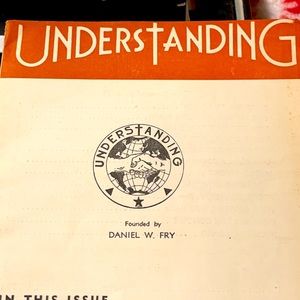 UNDERSTANDING
UNDERSTANDING
Founded by
DANIEL W. FRY
IN THIS ISSUE